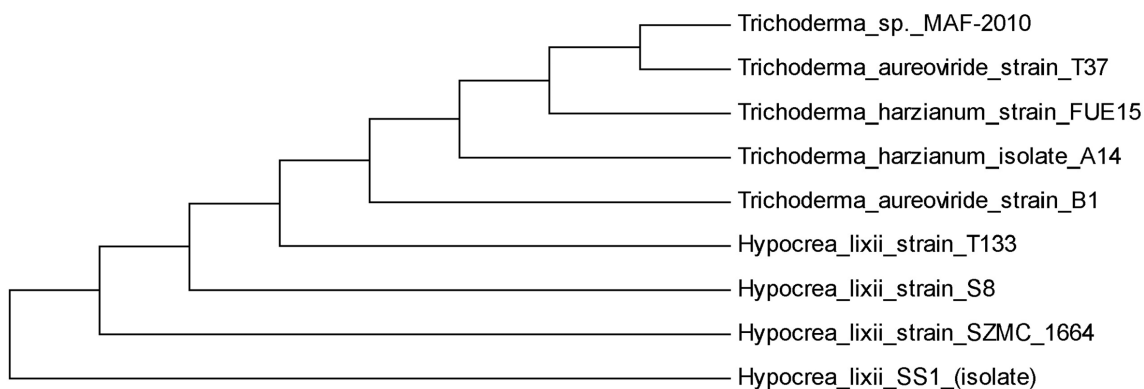 Trichoderma_sp._MAF-2010
Trichoderma_aureoviride_strain_T37
Trichoderma_harzianum_strain_FUE15
Trichoderma_harzianum_isolate_A14
Trichoderma_aureoviride_strain_B1
Hypocrea_lixii_strain_T133
Hypocrea_lixii_strain_S8
Hypocrea_lixii_strain_SZMC_1664
Hypocrea_lixii_SS1_(isolate)